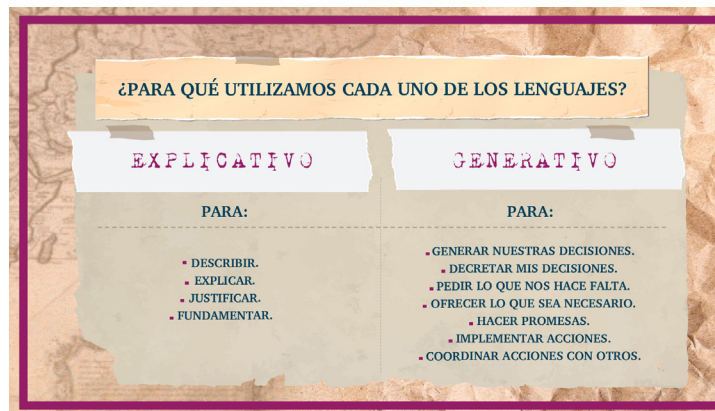 ¿PARA QUÉ UTILIZAMOS CADA UNO DE LOS LENGUAJES?
EXPLICATIVO
PARA:
DESCRIBIR.
EXPLICAR.
JUSTIFICAR.
FUNDAMENTAR.
GENERATIVO
PARA:
GENERAR NUESTRAS DECISIONES.
DECRETAR MIS DECISIONES.
PEDIR LO QUE NOS HACE FALTA.
OFRECER LO QUE SEA NECESARIO.
HACER PROMESAS.
IMPLEMENTAR ACCIONES.
COORDINAR ACCIONES CON OTROS.